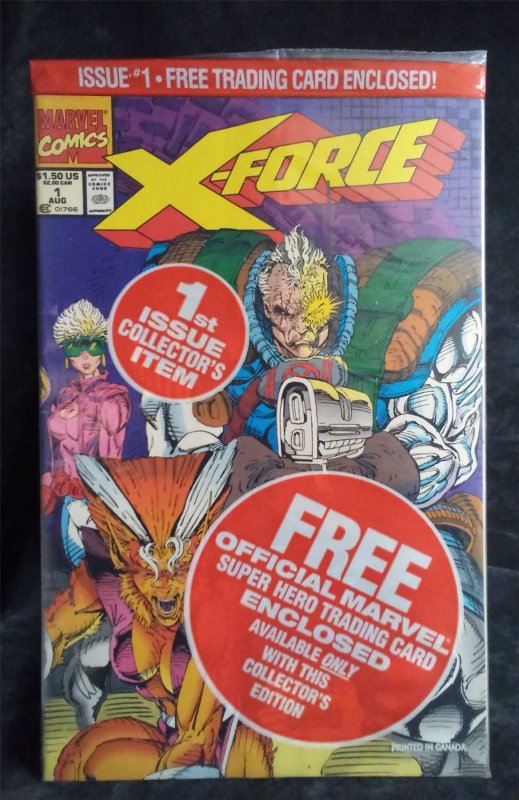 ISSUE #1 • FREE TRADING CARD ENCLOSED!
MARVEL
COMICS
X-FORCE
$1.50 US
$2.00 CAN
1
AUG
CC 01766
APPROVED
BY THE
COMICS
CODE
AUTHORITY
1st
ISSUE
COLLECTOR'S
ITEM
FREE
OFFICIAL MARVEL
SUPER HERO TRADING CARD
ENCLOSED
AVAILABLE ONLY
WITH THIS
COLLECTOR'S
EDITION
PRINTED IN CANADA